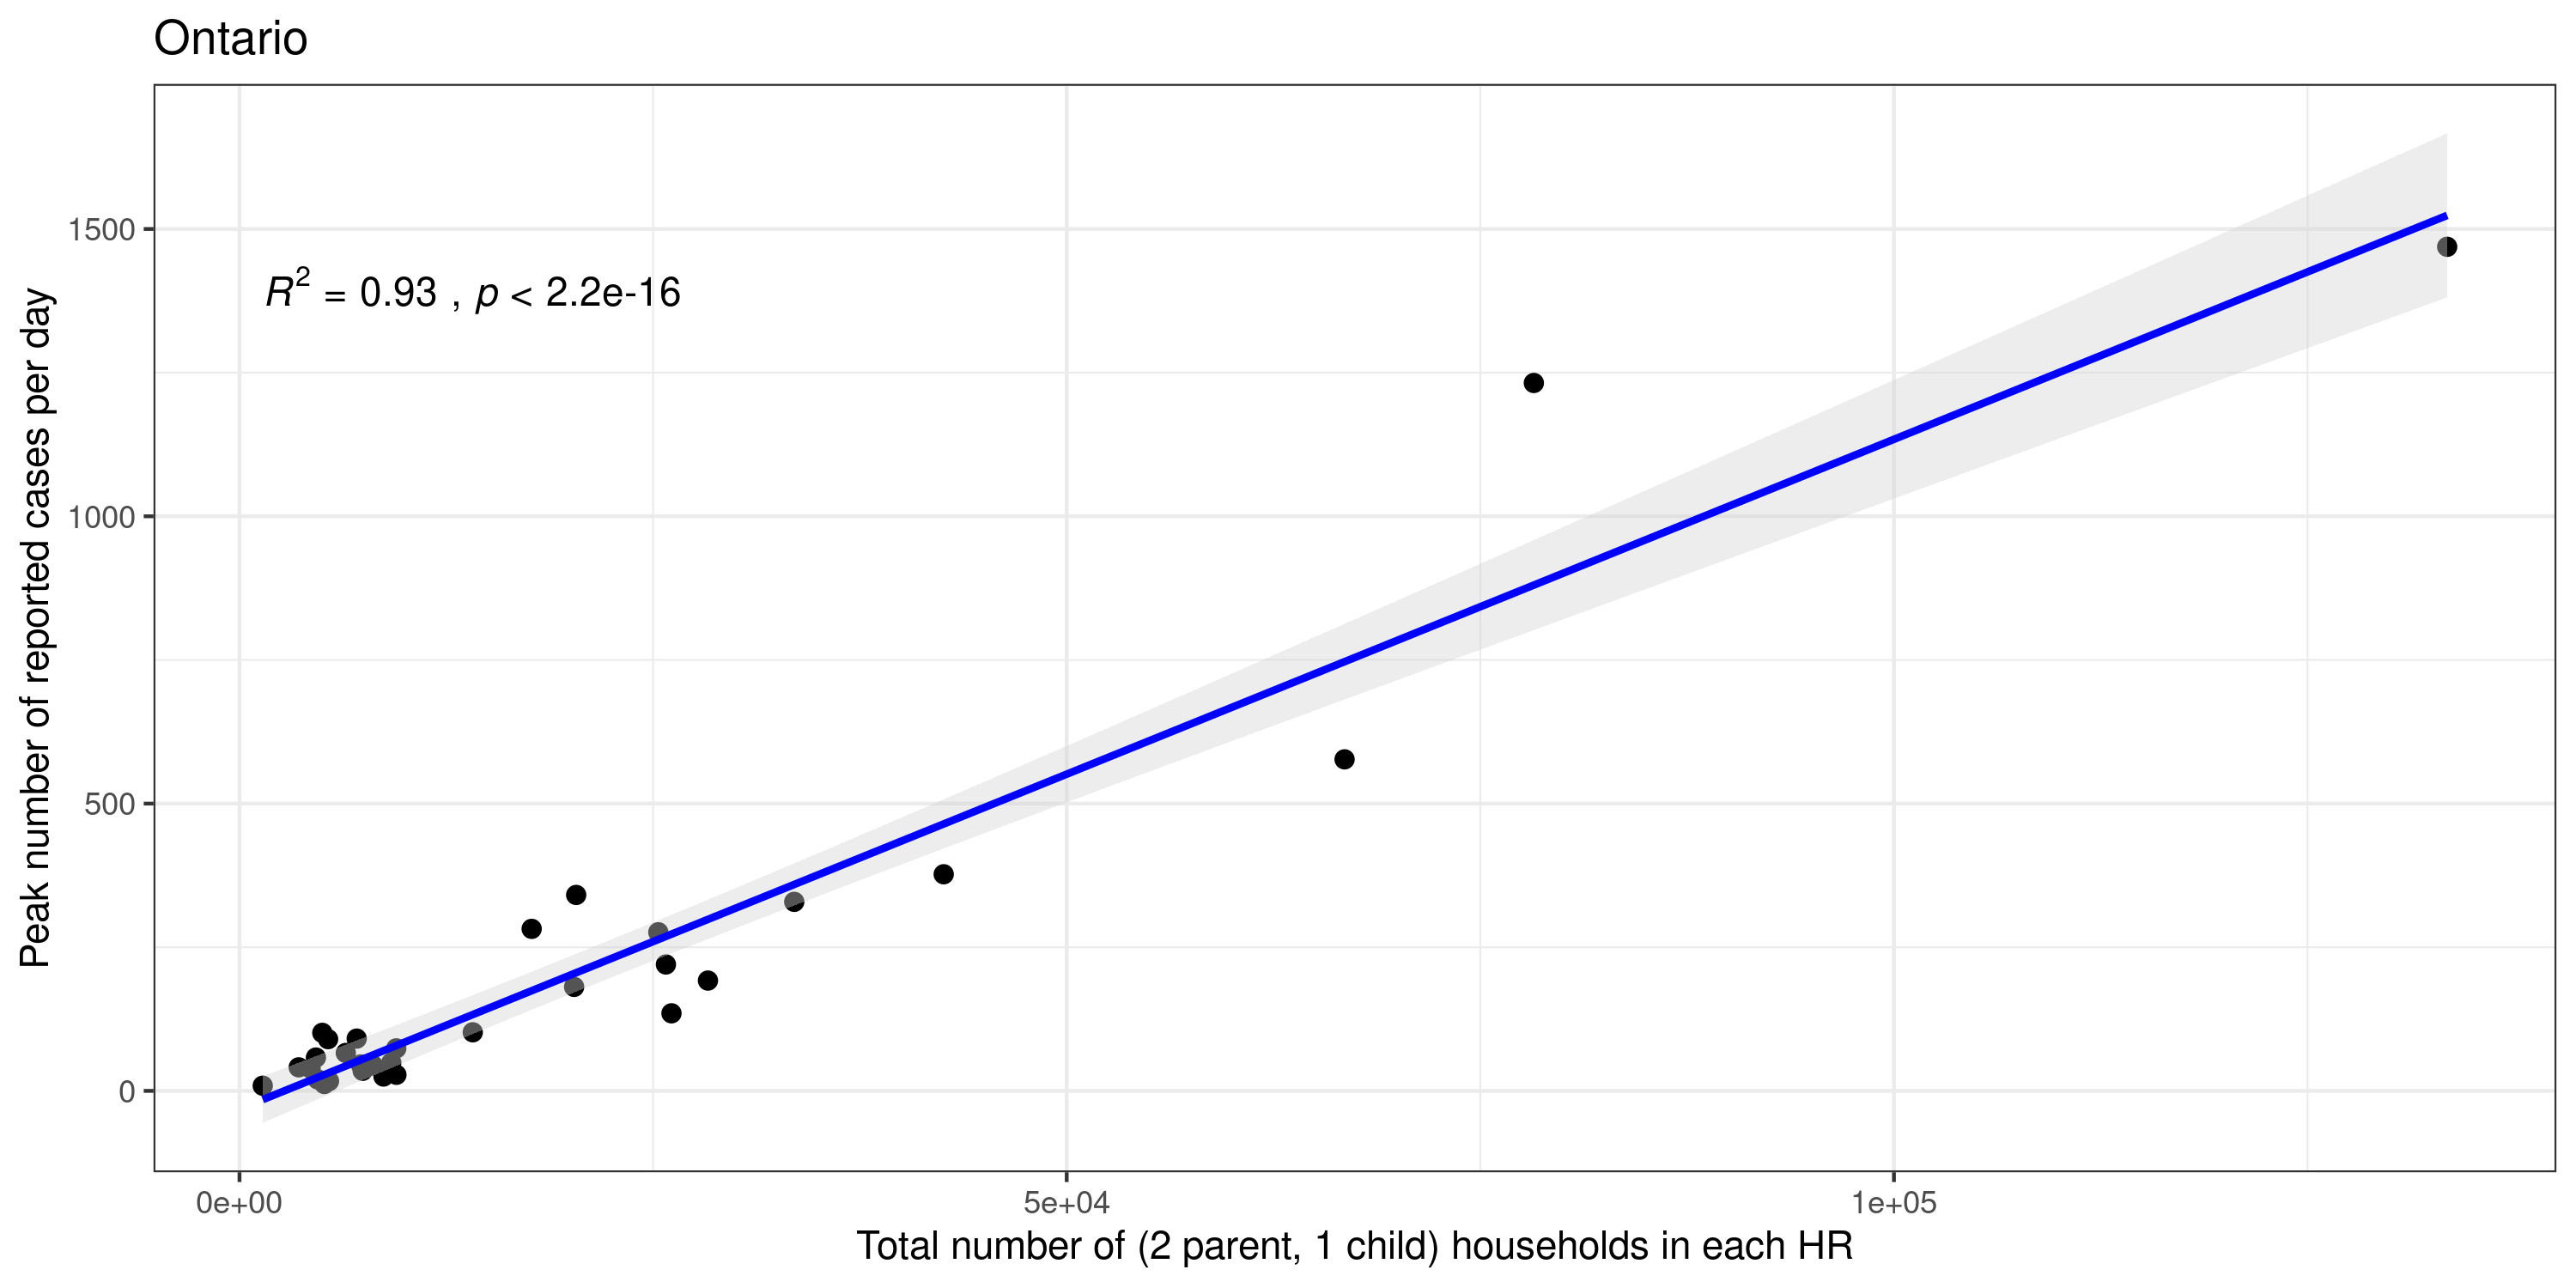 Ontario
Peak number of reported cases per day
1500
1000
500
0
R² = 0.93 , p < 2.2e-16
0e+00
5e+04
1e+05
Total number of (2 parent, 1 child) households in each HR